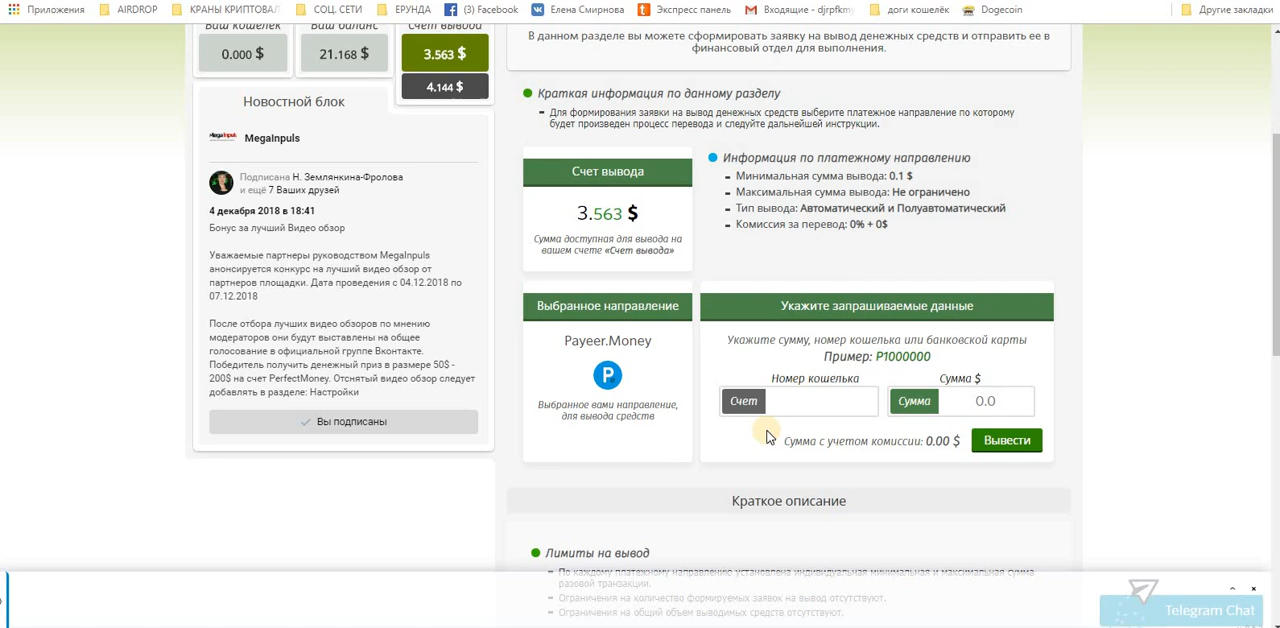 Приложения
AIRDROP
КРАНЫ КРИПТОВАЛ
СОЦ. СЕТИ
ЕРУНДА
(3) Facebook
Елена Смирнова
Экспресс панель
Входящие - djrpfkmy
доги кошелёк
Dogecoin
Другие закладки
Ваш кошелек
Ваш баланс
Счет вывода
0.000 $
21.168 $
3.563 $
4.144 $
Новостной блок
MegaInpuls
Подписана Н. Землянкина-Фролова
и ещё 7 Ваших друзей
4 декабря 2018 в 18:41
Бонус за лучший Видео обзор
Уважаемые партнеры руководством MegaInpuls
анонсируется конкурс на лучший видео обзор от
партнеров площадки. Дата проведения с 04.12.2018 по
07.12.2018
После отбора лучших видео обзоров по мнению
модераторов они будут выставлены на общее
голосование в официальной группе Вконтакте.
Победитель получить денежный приз в размере 50$ -
200$ на счет PerfectMoney. Отснятый видео обзор следует
добавлять в разделе: Настройки
Вы подписаны
В данном разделе вы можете сформировать заявку на вывод денежных средств и отправить ее в
финансовый отдел для выполнения.
Краткая информация по данному разделу
Для формирования заявки на вывод денежных средств выберите платежное направление по которому
будет произведен процесс перевода и следуйте дальнейшей инструкции.
Счет вывода
3.563 $
Сумма доступная для вывода на
вашем счете «Счет вывода»
Информация по платежному направлению
Минимальная сумма вывода: 0.1 $
Максимальная сумма вывода: Не ограничено
Тип вывода: Автоматический и Полуавтоматический
Комиссия за перевод: 0% + 0$
Выбранное направление
Payeer.Money
P
Выбранное вами направление,
для вывода средств
Укажите запрашиваемые данные
Укажите сумму, номер кошелька или банковской карты
Пример: P1000000
Номер кошелька
Сумма $
Счет
Сумма
0.0
Сумма с учетом комиссии: 0.00 $
Вывести
Краткое описание
Лимиты на вывод
По каждому платежному направлению установлена индивидуальная минимальная и максимальная сумма
разовой транзакции.
Ограничения на количество формируемых заявок на вывод отсутствуют.
Ограничения на общий объем выводимых средств отсутствуют.
Telegram Chat